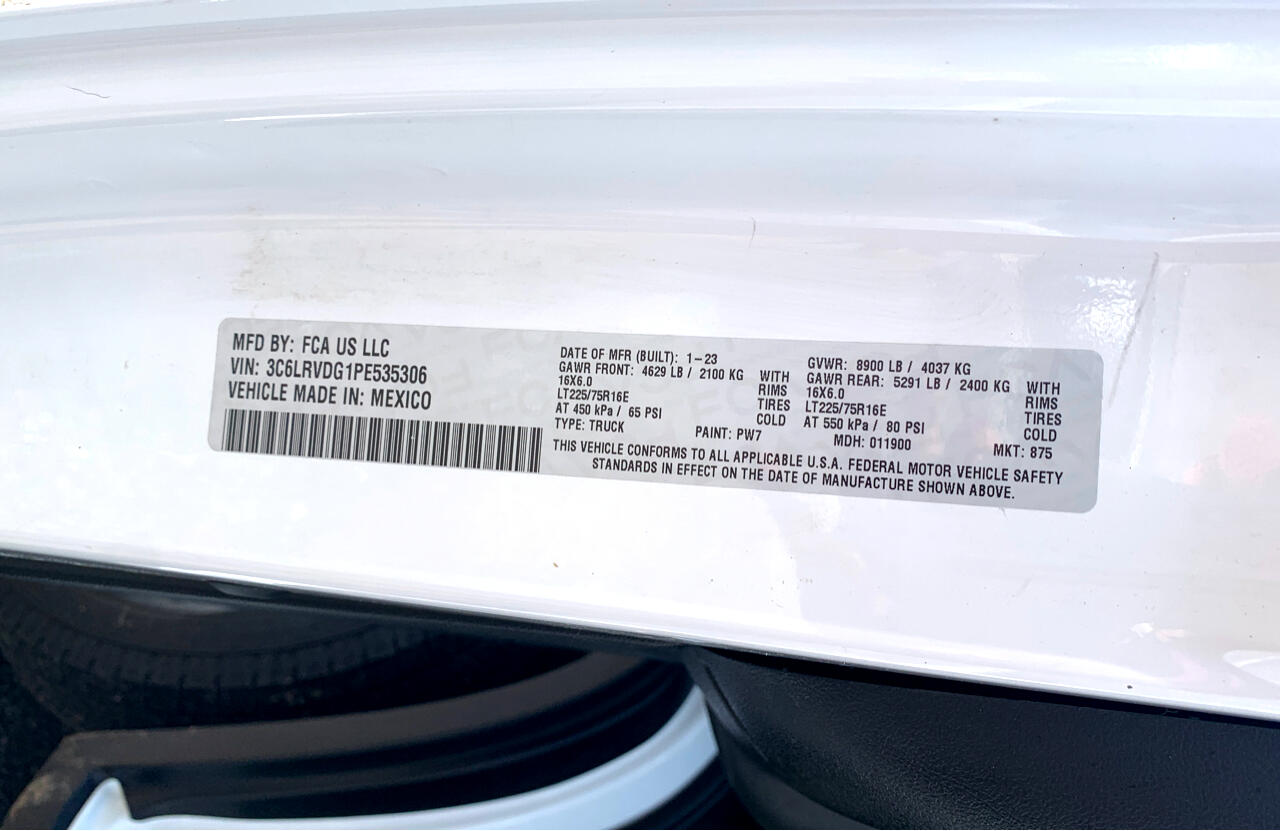 MFD BY: FCA US LLC
VIN: 3C6LRVDG1PE535306
VEHICLE MADE IN: MEXICO
DATE OF MFR (BUILT): 1-23
GVWR: 8900 LB / 4037 KG
GAWR FRONT: 4629 LB / 2100 KG WITH
16X6.0 RIMS
LT225/75R16E TIRES
AT 450 kPa / 65 PSI COLD
GAWR REAR: 5291 LB / 2400 KG WITH
16X6.0 RIMS
LT225/75R16E TIRES
AT 550 kPa / 80 PSI COLD
TYPE: TRUCK PAINT: PW7 MDH: 011900 MKT: 875
THIS VEHICLE CONFORMS TO ALL APPLICABLE U.S.A. FEDERAL MOTOR VEHICLE SAFETY
STANDARDS IN EFFECT ON THE DATE OF MANUFACTURE SHOWN ABOVE.